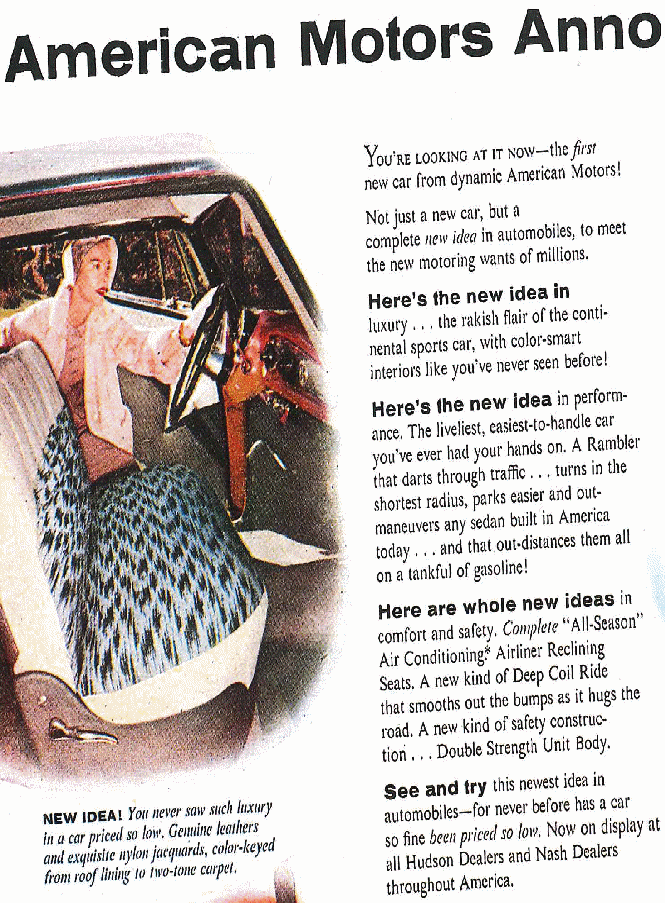 American Motors Anno
YOU'RE LOOKING AT IT NOW—the first
new car from dynamic American Motors!
Not just a new car, but a
complete new idea in automobiles, to meet
the new motoring wants of millions.
Here's the new idea in
luxury . . . the rakish flair of the conti-
nental sports car, with color-smart
interiors like you've never seen before!
Here's the new idea in perform-
ance. The liveliest, easiest-to-handle car
you've ever had your hands on. A Rambler
that darts through traffic . . . turns in the
shortest radius, parks easier and out-
maneuvers any sedan built in America
today . . . and that out-distances them all
on a tankful of gasoline!
Here are whole new ideas in
comfort and safety. Complete "All-Season"
Air Conditioning* Airliner Reclining
Seats. A new kind of Deep Coil Ride
that smooths out the bumps as it hugs the
road. A new kind of safety construc-
tion . . . Double Strength Unit Body.
See and try this newest idea in
automobiles—for never before has a car
so fine been priced so low. Now on display at
all Hudson Dealers and Nash Dealers
throughout America.
NEW IDEA! You never saw such luxury
in a car priced so low. Genuine leathers
and exquisite nylon jacquards, color-keyed
from roof lining to two-tone carpet.